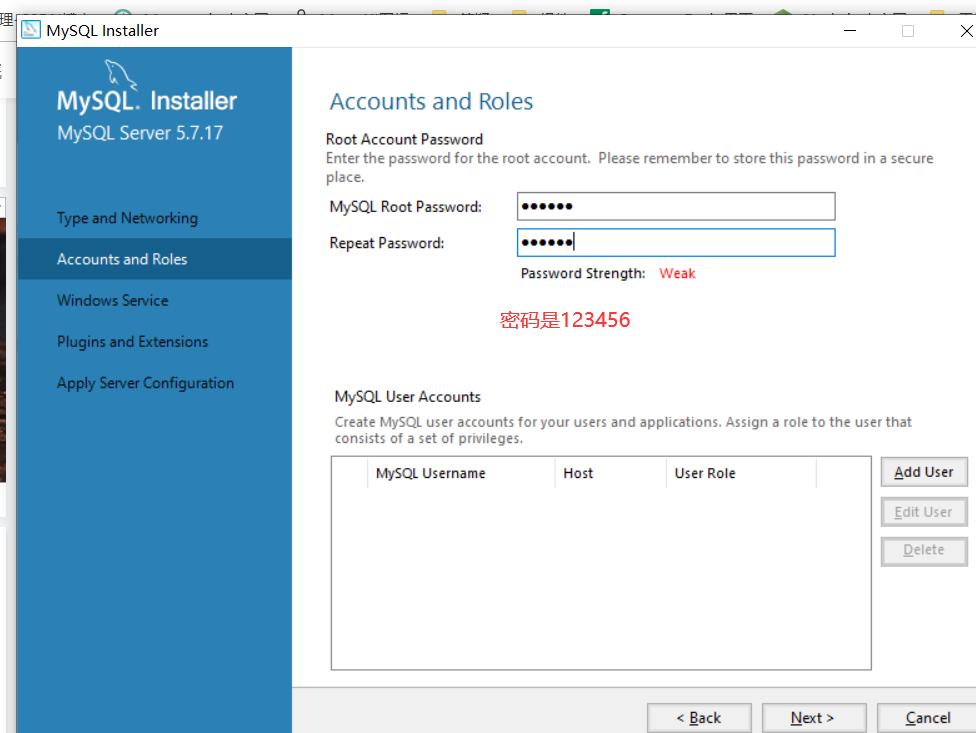 MySQL Installer
MySQL. Installer
MySQL Server 5.7.17
Type and Networking
Accounts and Roles
Windows Service
Plugins and Extensions
Apply Server Configuration
Accounts and Roles
Root Account Password
Enter the password for the root account.  Please remember to store this password in a secure
place.
MySQL Root Password: ●●●●●●
Repeat Password: ●●●●●●
Password Strength: Weak
密码是123456
MySQL User Accounts
Create MySQL user accounts for your users and applications. Assign a role to the user that
consists of a set of privileges.
MySQL Username Host User Role
Add User
Edit User
Delete
< Back Next > Cancel